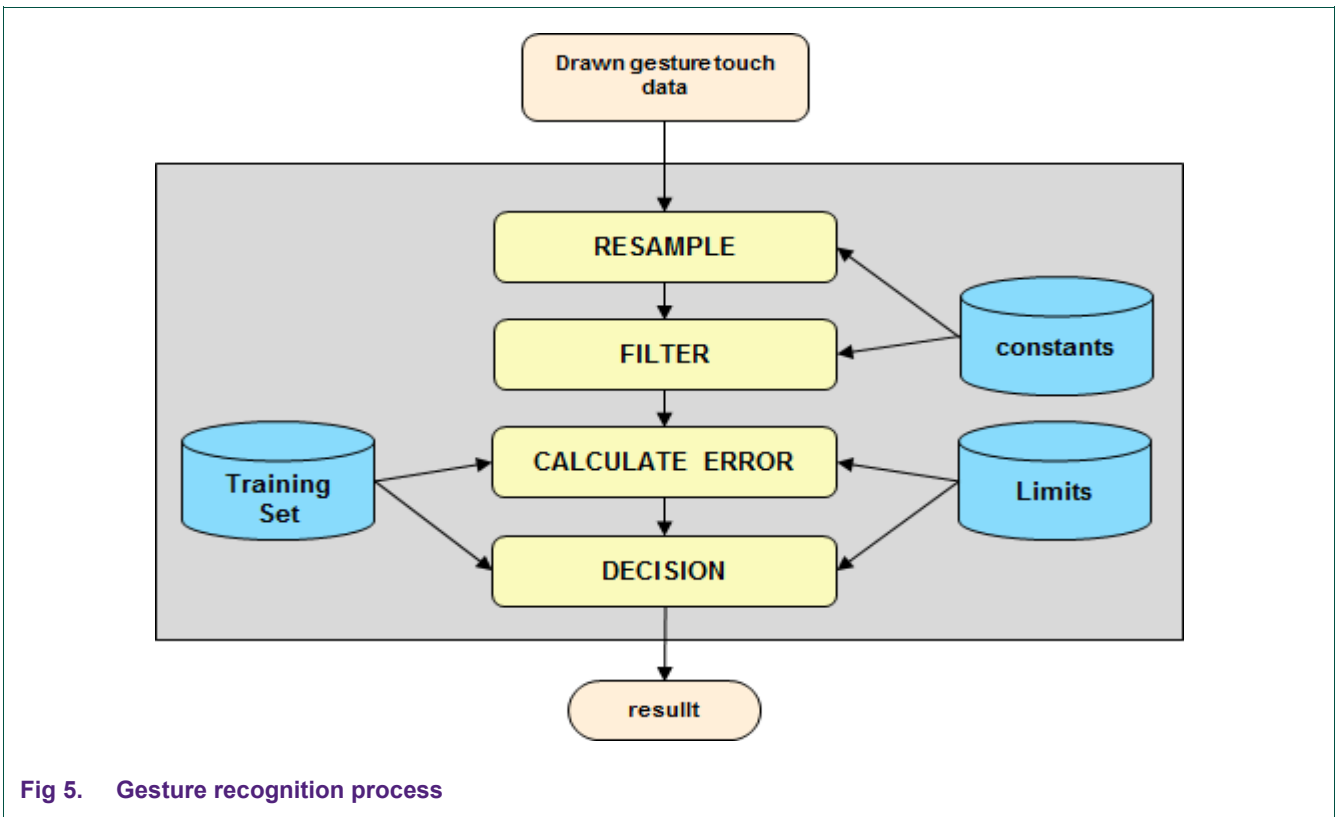 Drawn gesture touch
data
RESAMPLE
FILTER
constants
CALCULATE ERROR
Training
Set
Limits
DECISION
resullt
Fig 5. Gesture recognition process